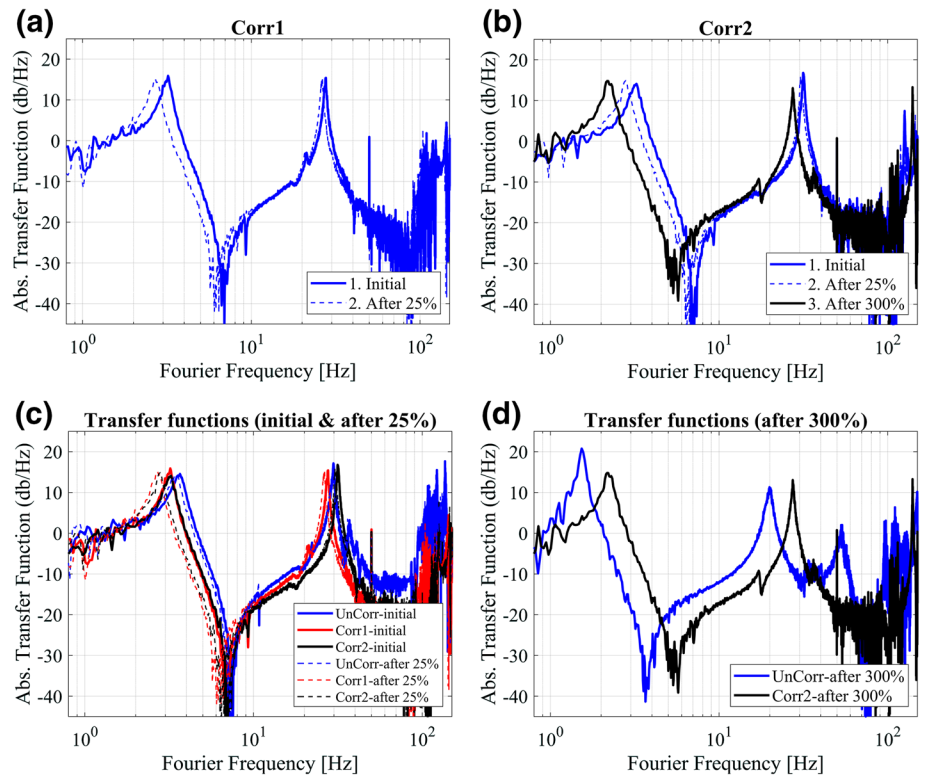 (a)
Corr1
Abs. Transfer Function (db/Hz)
20
10
0
-10
-20
-30
-40
1. Initial
2. After 25%
10^0
10^1
10^2
Fourier Frequency [Hz]
(b)
Corr2
Abs. Transfer Function (db/Hz)
20
10
0
-10
-20
-30
-40
1. Initial
2. After 25%
3. After 300%
10^0
10^1
10^2
Fourier Frequency [Hz]
(c)
Transfer functions (initial & after 25%)
Abs. Transfer Function (db/Hz)
20
10
0
-10
-20
-30
-40
UnCorr-initial
Corr1-initial
Corr2-initial
UnCorr-after 25%
Corr1-after 25%
Corr2-after 25%
10^0
10^1
10^2
Fourier Frequency [Hz]
(d)
Transfer functions (after 300%)
Abs. Transfer Function (db/Hz)
20
10
0
-10
-20
-30
-40
UnCorr-after 300%
Corr2-after 300%
10^0
10^1
10^2
Fourier Frequency [Hz]